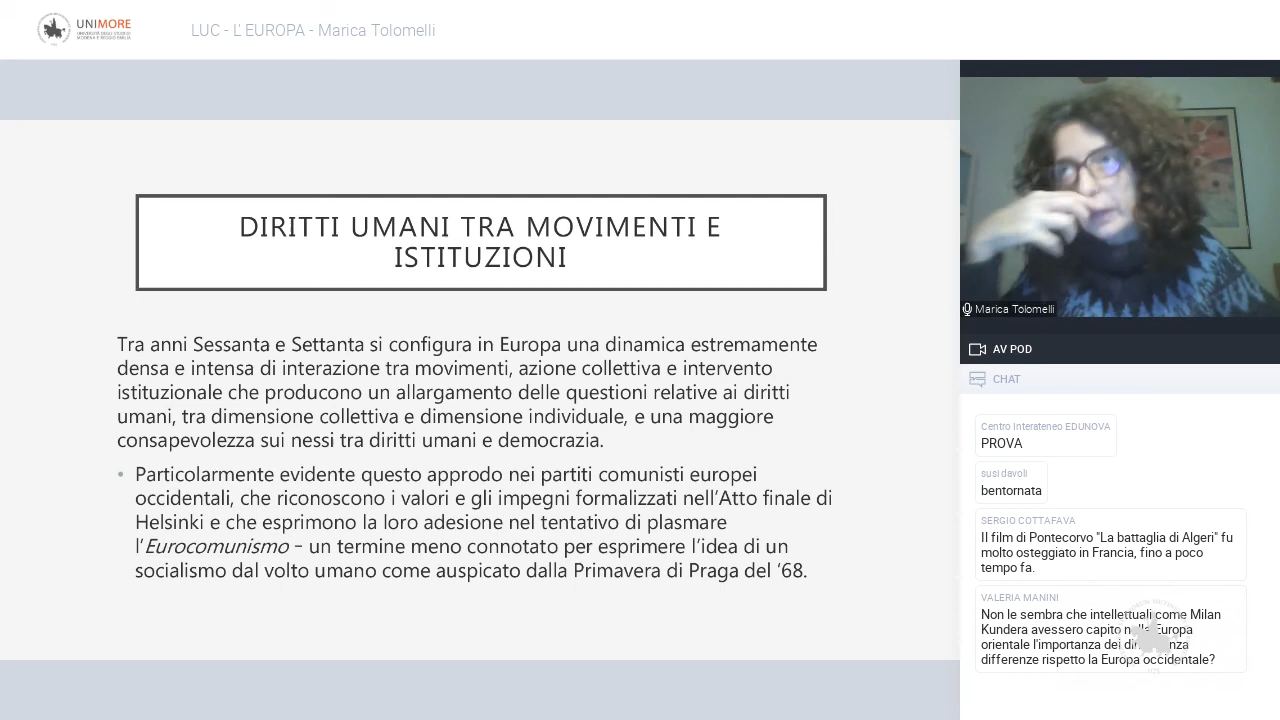 UNIMORE
UNIVERSITÀ DEGLI STUDI DI
MODENA E REGGIO EMILIA
LUC - L' EUROPA - Marica Tolomelli
DIRITTI UMANI TRA MOVIMENTI E
ISTITUZIONI
Tra anni Sessanta e Settanta si configura in Europa una dinamica estremamente
densa e intensa di interazione tra movimenti, azione collettiva e intervento
istituzionale che producono un allargamento delle questioni relative ai diritti
umani, tra dimensione collettiva e dimensione individuale, e una maggiore
consapevolezza sui nessi tra diritti umani e democrazia.
• Particolarmente evidente questo approdo nei partiti comunisti europei
occidentali, che riconoscono i valori e gli impegni formalizzati nell'Atto finale di
Helsinki e che esprimono la loro adesione nel tentativo di plasmare
l'Eurocomunismo – un termine meno connotato per esprimere l'idea di un
socialismo dal volto umano come auspicato dalla Primavera di Praga del '68.
Marica Tolomelli
AV POD
CHAT
Centro Interateneo EDUNOVA
PROVA
susi davoli
bentornata
SERGIO COTTAFAVA
Il film di Pontecorvo "La battaglia di Algeri" fu
molto osteggiato in Francia, fino a poco
tempo fa.
VALERIA MANINI
Non le sembra che intellettuali come Milan
Kundera avessero capito nella Europa
orientale l'importanza dei
differenze rispetto la Europa occidentale?